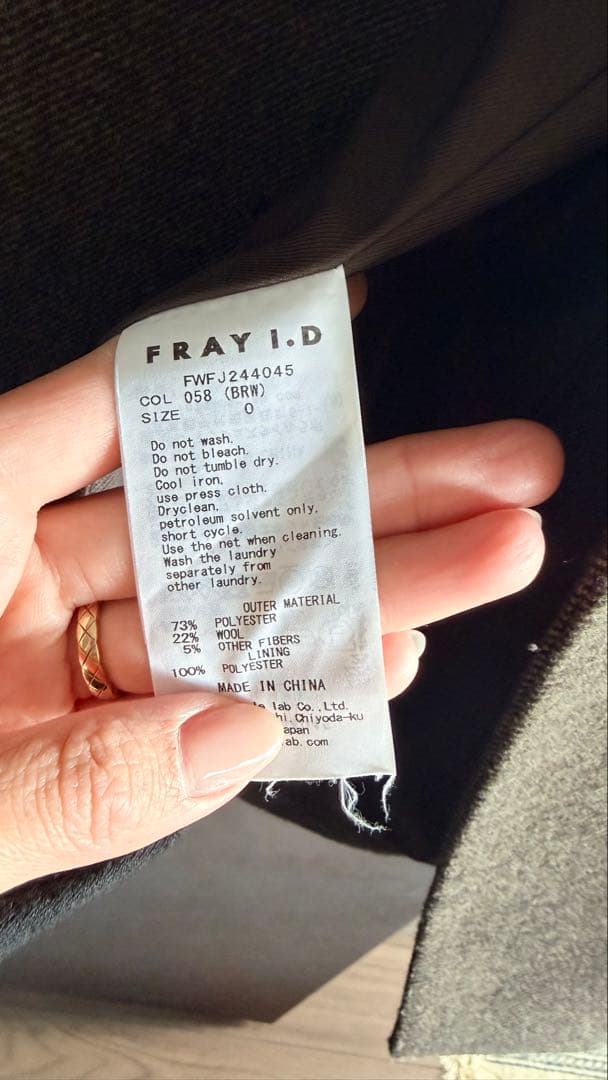 FRAY I.D
FWFJ244045
COL 058 (BRW)
SIZE 0
Do not wash.
Do not bleach.
Do not tumble dry.
Cool iron.
use press cloth.
Dryclean.
petroleum solvent only.
short cycle.
Use the net when cleaning.
Wash the laundry
separately from
other laundry.
OUTER MATERIAL
73% POLYESTER
22% WOOL
5% OTHER FIBERS
LINING
100% POLYESTER
MADE IN CHINA
lab Co.,Ltd.
Chiyoda-ku
.com